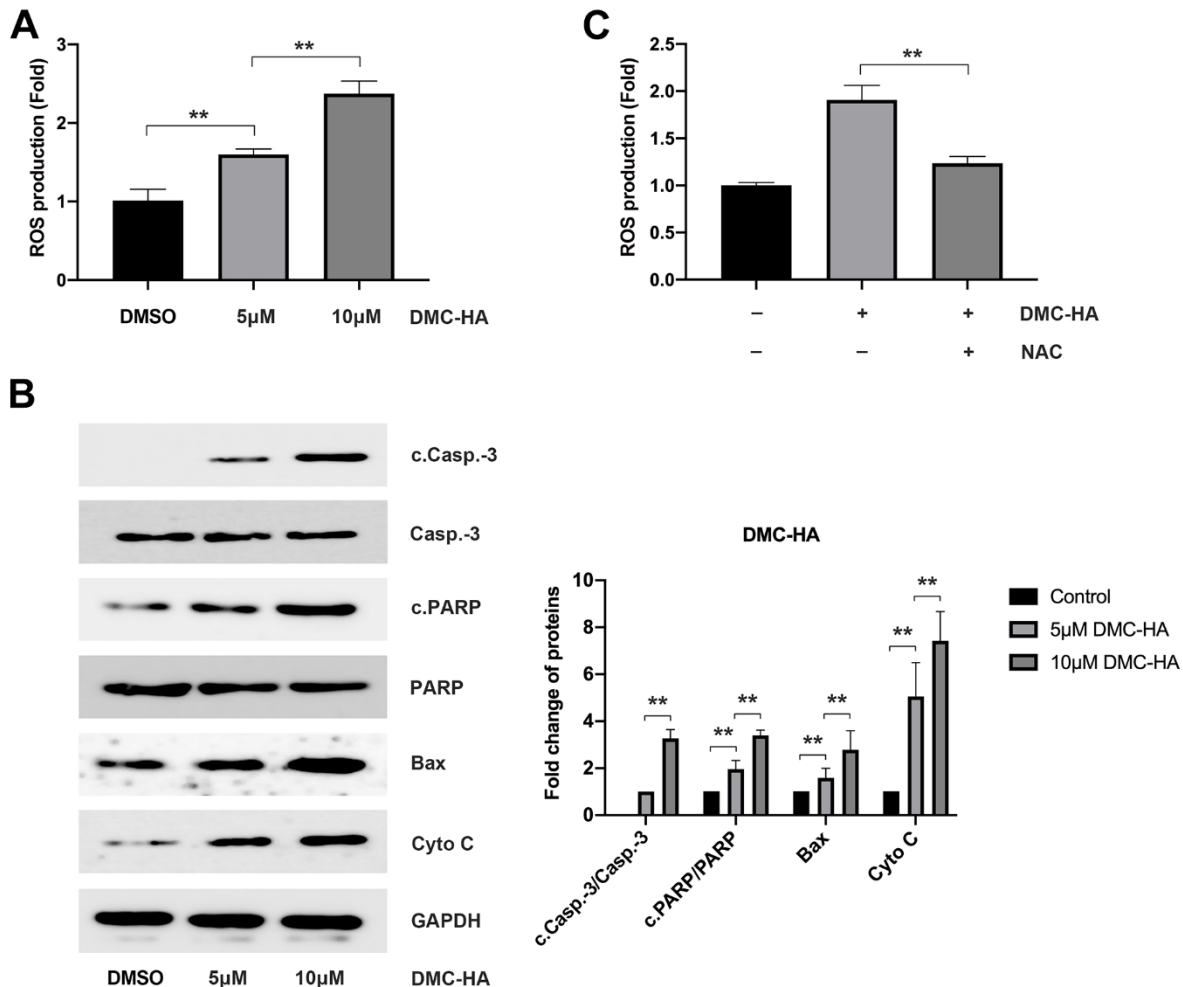 A
ROS production (Fold)
3
2
1
0
**
**
DMSO 5μM 10μM DMC-HA
C
ROS production (Fold)
2.5
2.0
1.5
1.0
0.5
0.0
**
– + + DMC-HA
– – + NAC
B
c.Casp.-3
Casp.-3
c.PARP
PARP
Bax
Cyto C
GAPDH
DMSO 5μM 10μM DMC-HA
DMC-HA
Fold change of proteins
10
8
6
4
2
0
**
** **
** **
** **
c.Casp.-3/Casp.-3
c.PARP/PARP
Bax
Cyto C
Control
5μM DMC-HA
10μM DMC-HA